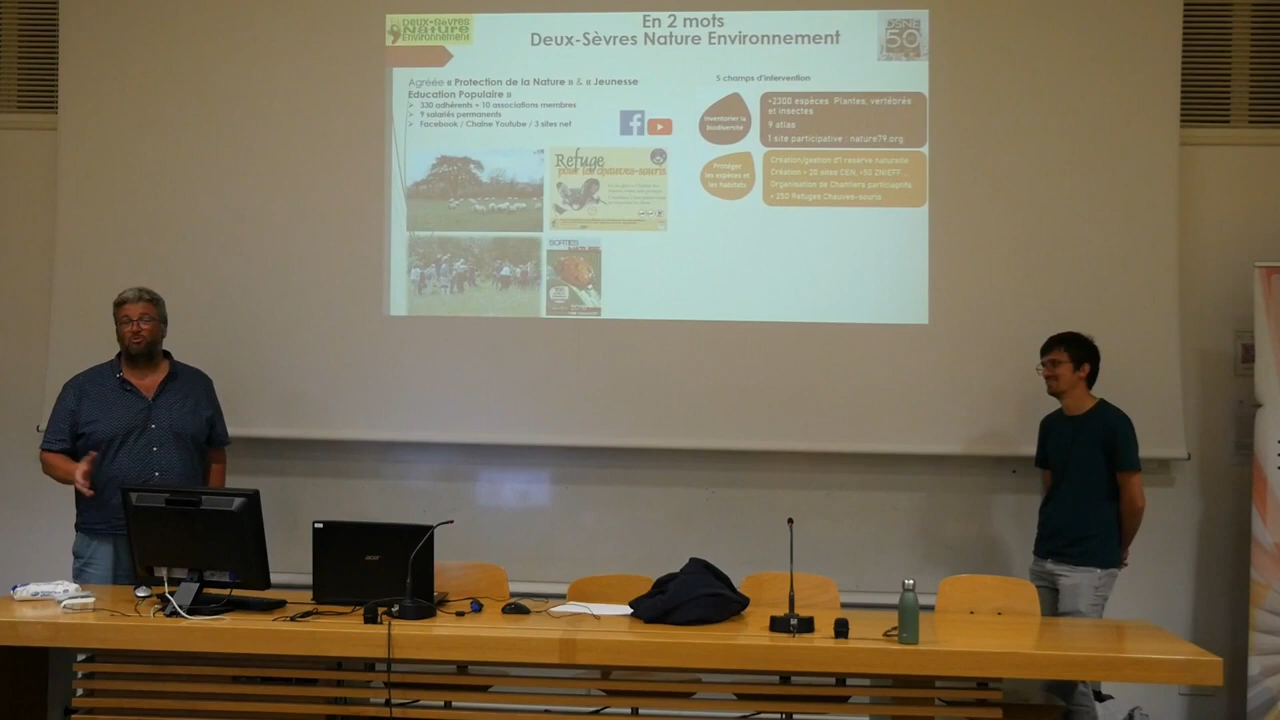 Deux-Sèvres
Nature
Environnement
En 2 mots
Deux-Sèvres Nature Environnement
DSNE
50
Agréée « Protection de la Nature » & « Jeunesse
Education Populaire »
330 adhérents + 10 associations membres
9 salariés permanents
Facebook / Chaîne Youtube / 3 sites net
Refuge
pour les chauves-souris
SORTIES
NATURE
5 champs d'intervention
Inventorier la
biodiversité
+2300 espèces. Plantes, vertébrés
et insectes
9 atlas
1 site participative : nature79.org
Protéger
les espèces et
les habitats
Création/gestion d'1 réserve naturelle
Création + 20 sites CEN, +50 ZNIEFF ...
Organisation de Chantiers participatifs
+ 250 Refuges Chauves-souris
acer